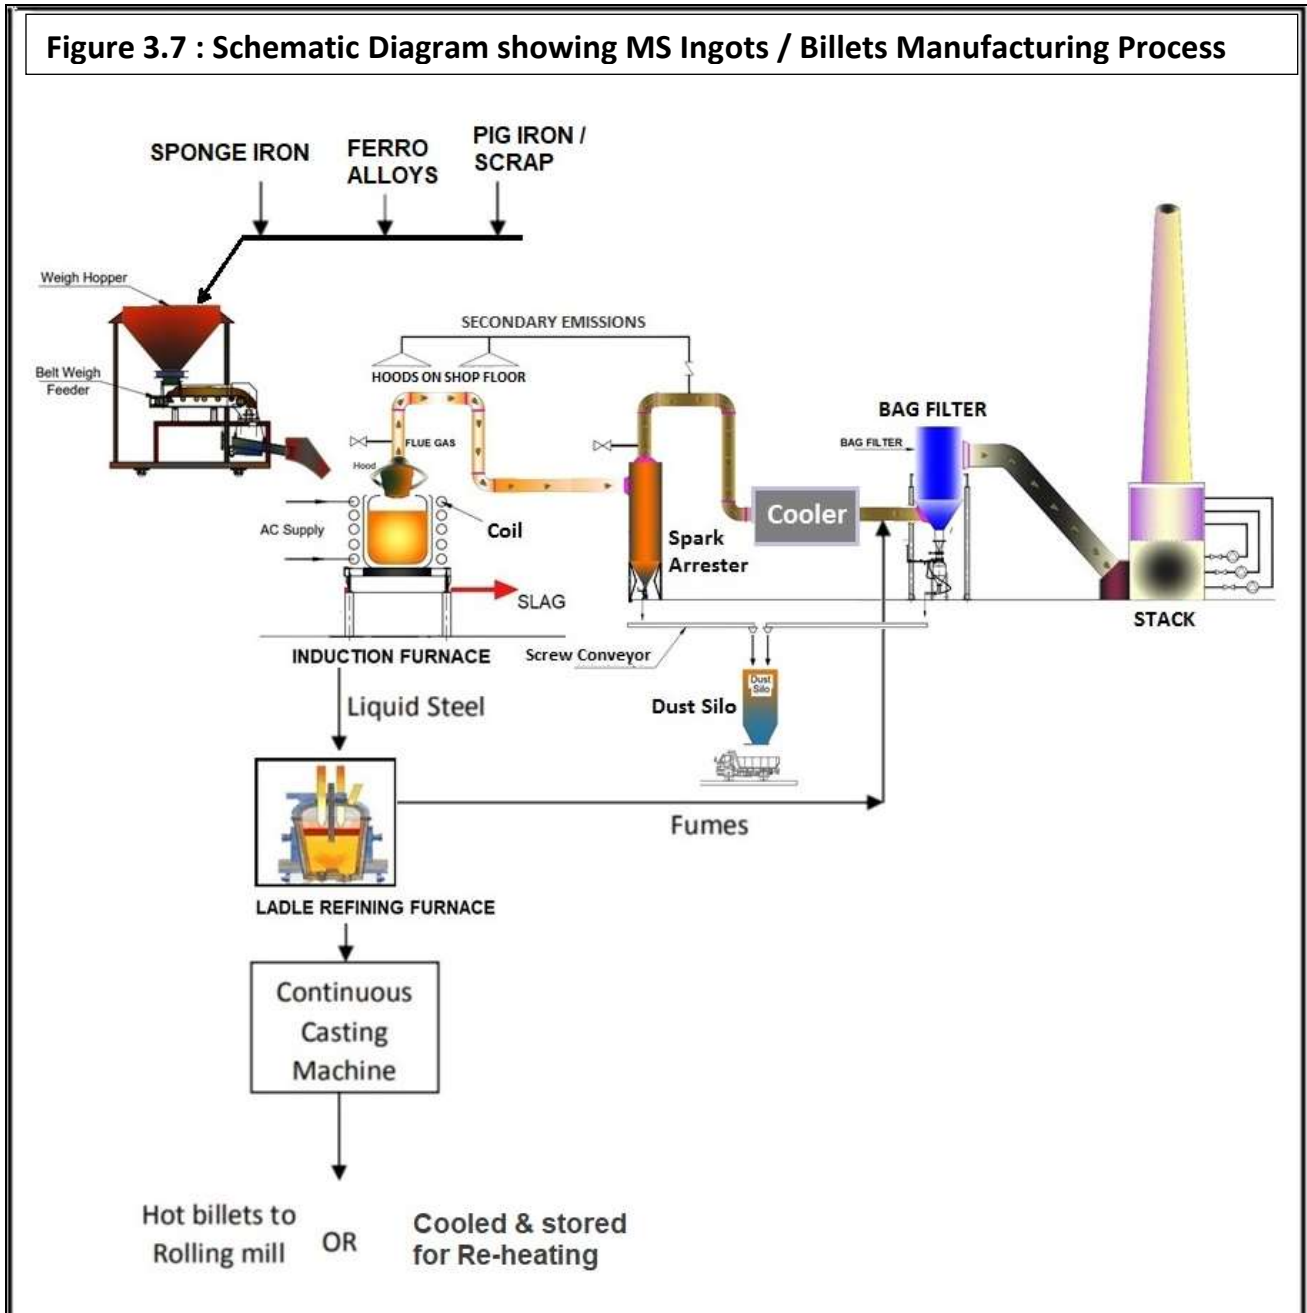 Figure 3.7 : Schematic Diagram showing MS Ingots / Billets Manufacturing Process
SPONGE IRON
FERRO
ALLOYS
PIG IRON /
SCRAP
Weigh Hopper
Belt Weigh
Feeder
SECONDARY EMISSIONS
HOODS ON SHOP FLOOR
FLUE GAS
Hood
AC Supply
Coil
SLAG
INDUCTION FURNACE
Spark
Arrester
Cooler
BAG FILTER
BAG FILTER
STACK
Screw Conveyor
Dust
Silo
Dust Silo
Liquid Steel
Fumes
LADLE REFINING FURNACE
Continuous
Casting
Machine
Hot billets to
Rolling mill
OR
Cooled & stored
for Re-heating